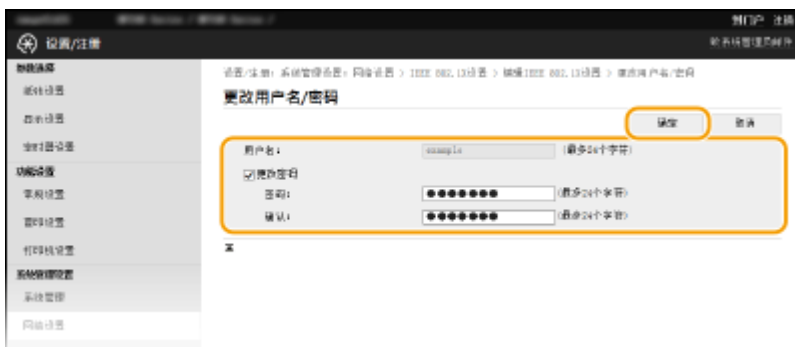 到门户 注销
设置/注册
致系统管理员邮件
参数选择
纸张设置
显示设置
定时器设置
功能设置
常规设置
复印设置
打印机设置
系统管理设置
系统管理
网络设置
设置/注册: 系统管理设置: 网络设置 > IEEE 802.1X设置 > 编辑IEEE 802.1X设置 > 更改用户名/密码
更改用户名/密码
确定 取消
用户名: example (最多24个字符)
更改密码
密码: ●●●●●●● (最多24个字符)
确认: ●●●●●●● (最多24个字符)